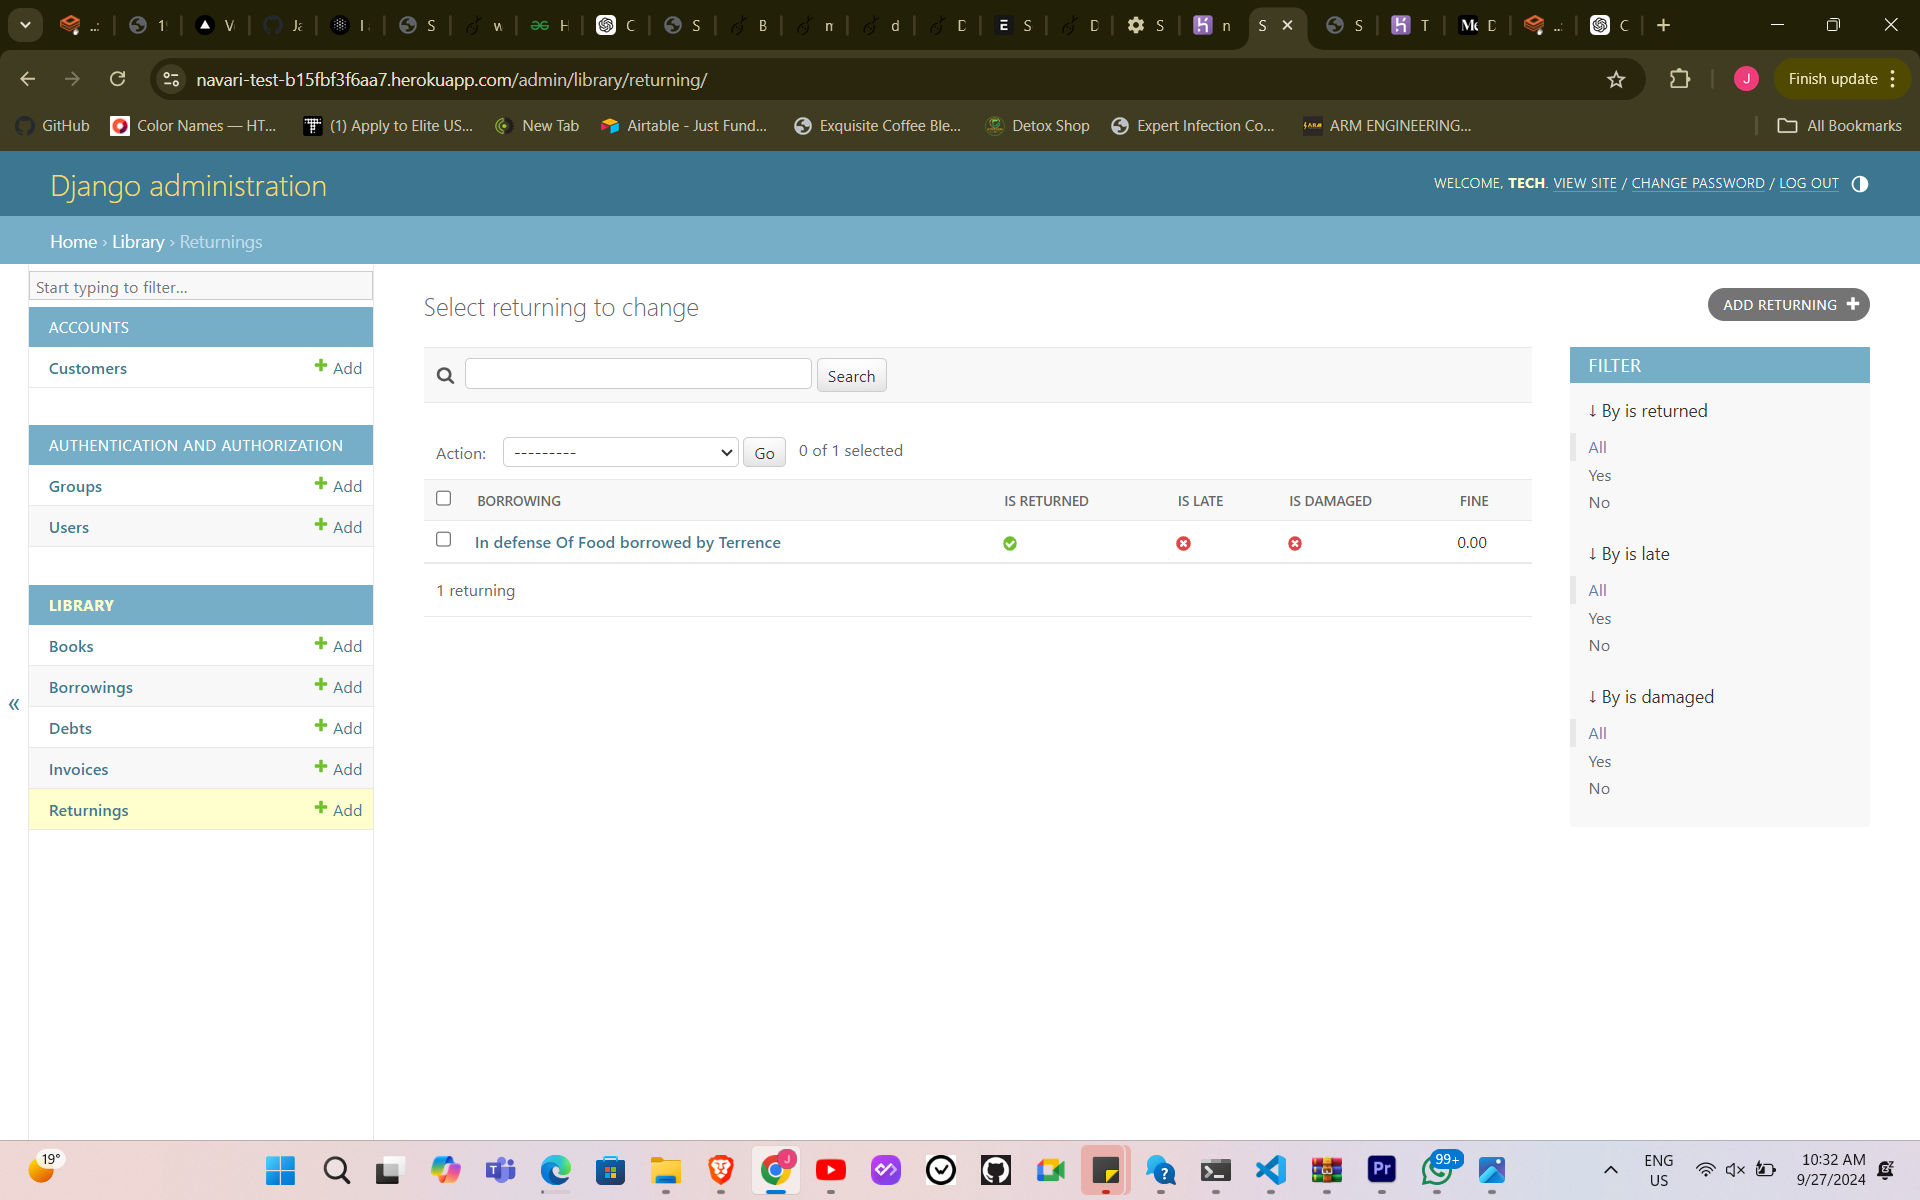 navari-test-b15fbf3f6aa7.herokuapp.com/admin/library/returning/
J
Finish update
GitHub
Color Names — HT...
(1) Apply to Elite US...
New Tab
Airtable - Just Fund...
Exquisite Coffee Ble...
Detox Shop
Expert Infection Co...
ARM ENGINEERING...
All Bookmarks
Django administration
WELCOME, TECH. VIEW SITE / CHANGE PASSWORD / LOG OUT
Home › Library › Returnings
Start typing to filter...
ACCOUNTS
Customers
Add
AUTHENTICATION AND AUTHORIZATION
Groups
Add
Users
Add
LIBRARY
Books
Add
Borrowings
Add
Debts
Add
Invoices
Add
Returnings
Add
«
Select returning to change
ADD RETURNING
Search
Action:
---------
Go
0 of 1 selected
BORROWING IS RETURNED IS LATE IS DAMAGED FINE
In defense Of Food borrowed by Terrence 0.00
1 returning
FILTER
↓ By is returned
All
Yes
No
↓ By is late
All
Yes
No
↓ By is damaged
All
Yes
No
19°
J
Pr
99+
ENG
US
10:32 AM
9/27/2024